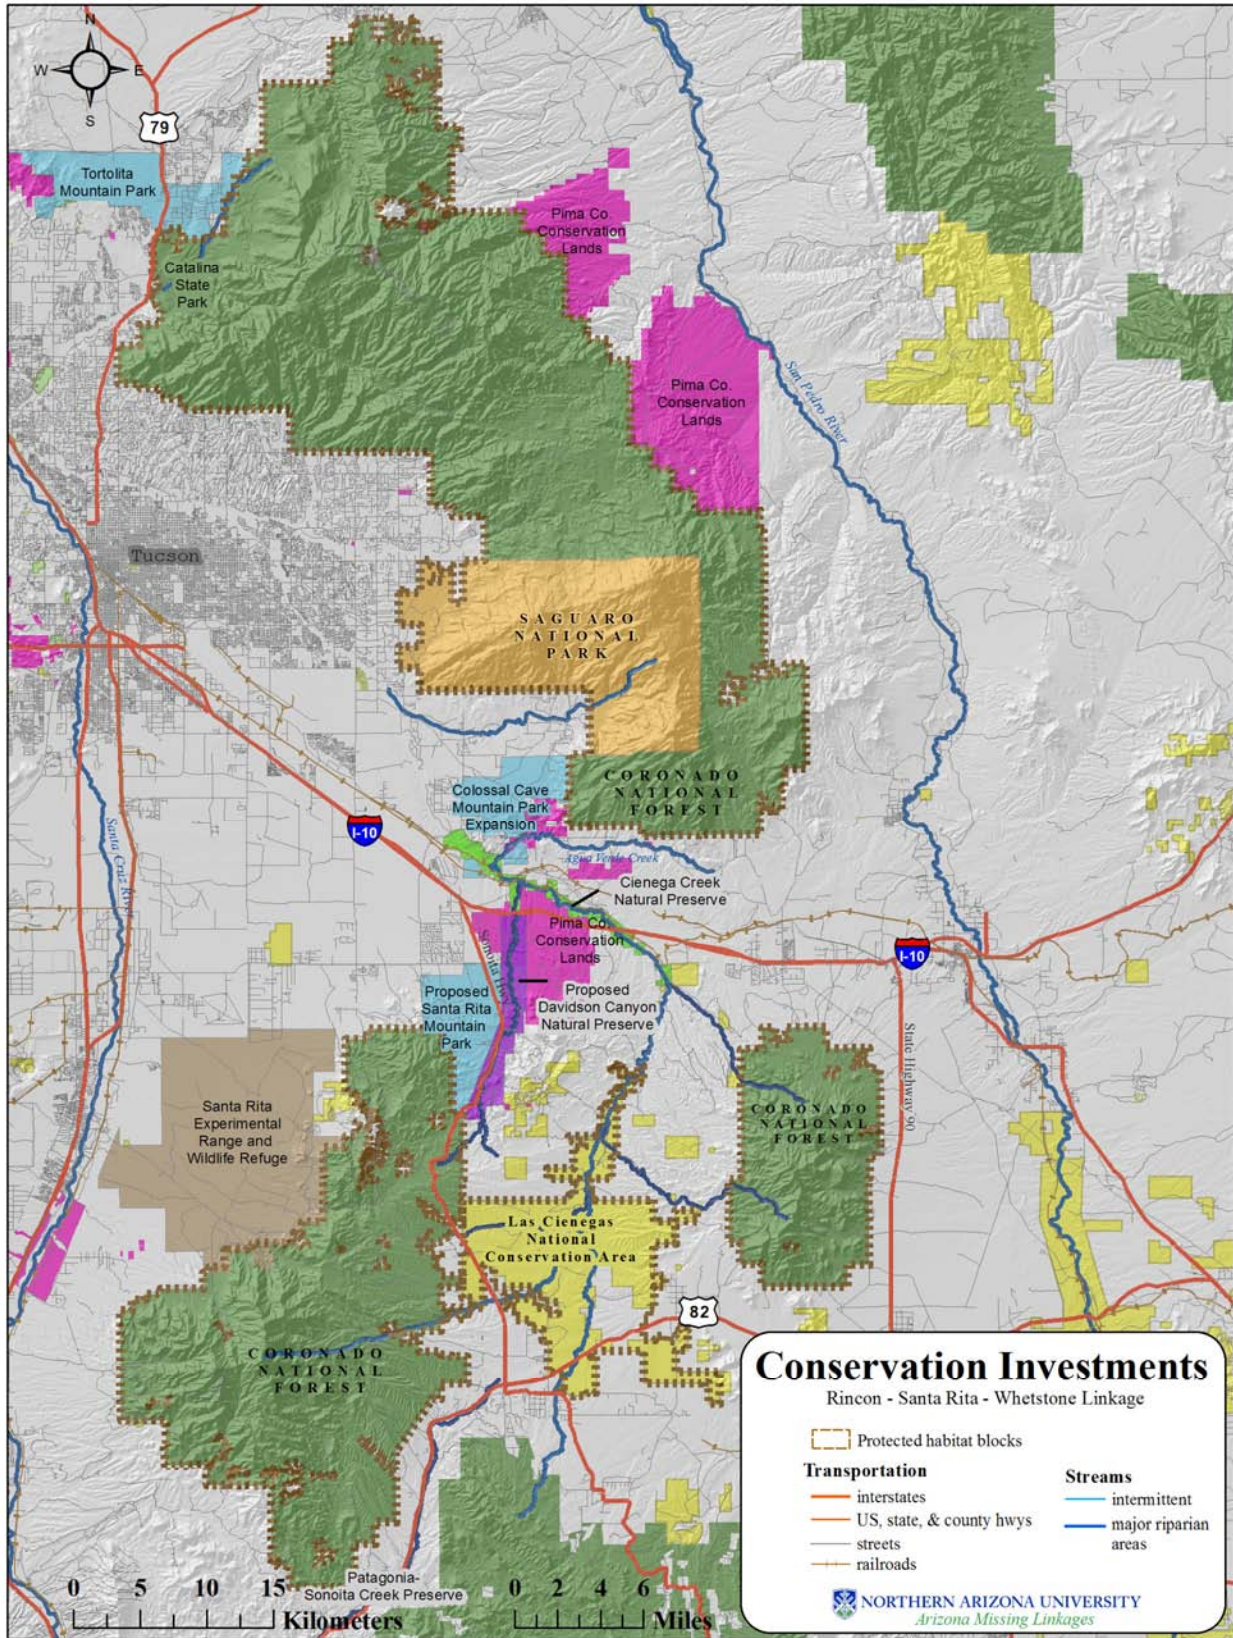 N
W
E
S
79
Tortolita
Mountain Park
Catalina
State
Park
Pima Co.
Conservation
Lands
Pima Co.
Conservation
Lands
San Pedro River
Tucson
SAGUARO
NATIONAL
PARK
CORONADO
NATIONAL
FOREST
Colossal Cave
Mountain Park
Expansion
I-10
Santa Cruz River
Agua Verde Creek
Cienega Creek
Natural Preserve
Pima Co.
Conservation
Lands
I-10
Sonoita Hwy
Proposed
Santa Rita
Mountain
Park
Proposed
Davidson Canyon
Natural Preserve
State Highway 90
Santa Rita
Experimental
Range and
Wildlife Refuge
CORONADO
NATIONAL
FOREST
Las Cienegas
National
Conservation Area
82
CORONADO
NATIONAL
FOREST
Patagonia-
Sonoita Creek Preserve
0 5 10 15
Kilometers
0 2 4 6
Miles
Conservation Investments
Rincon - Santa Rita - Whetstone Linkage
Protected habitat blocks
Transportation
interstates
US, state, & county hwys
streets
railroads
Streams
intermittent
major riparian
areas
NORTHERN ARIZONA UNIVERSITY
Arizona Missing Linkages